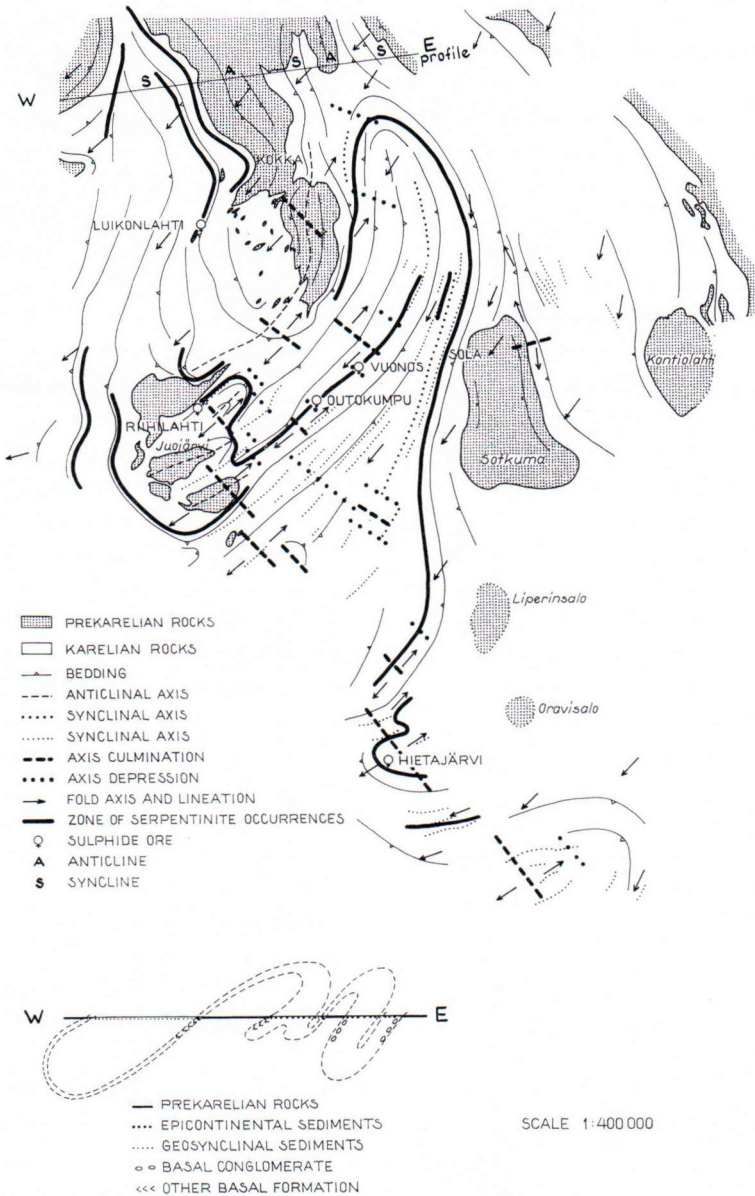 S
A
E
S
A
S
profile
W
KOKKA
LUIKONLAHTI
SOLA
VUONOS
Kontiolahti
OUTOKUMPU
RIIHILAHTI
Juojärvi
Sotkuma
Liperinsalo
Oravisalo
HIETAJÄRVI
PREKARELIAN ROCKS
KARELIAN ROCKS
BEDDING
ANTICLINAL AXIS
SYNCLINAL AXIS
SYNCLINAL AXIS
AXIS CULMINATION
AXIS DEPRESSION
FOLD AXIS AND LINEATION
ZONE OF SERPENTINITE OCCURRENCES
SULPHIDE ORE
A ANTICLINE
S SYNCLINE
W E
PREKARELIAN ROCKS
EPICONTINENTAL SEDIMENTS
SCALE 1:400 000
GEOSYNCLINAL SEDIMENTS
BASAL CONGLOMERATE
OTHER BASAL FORMATION